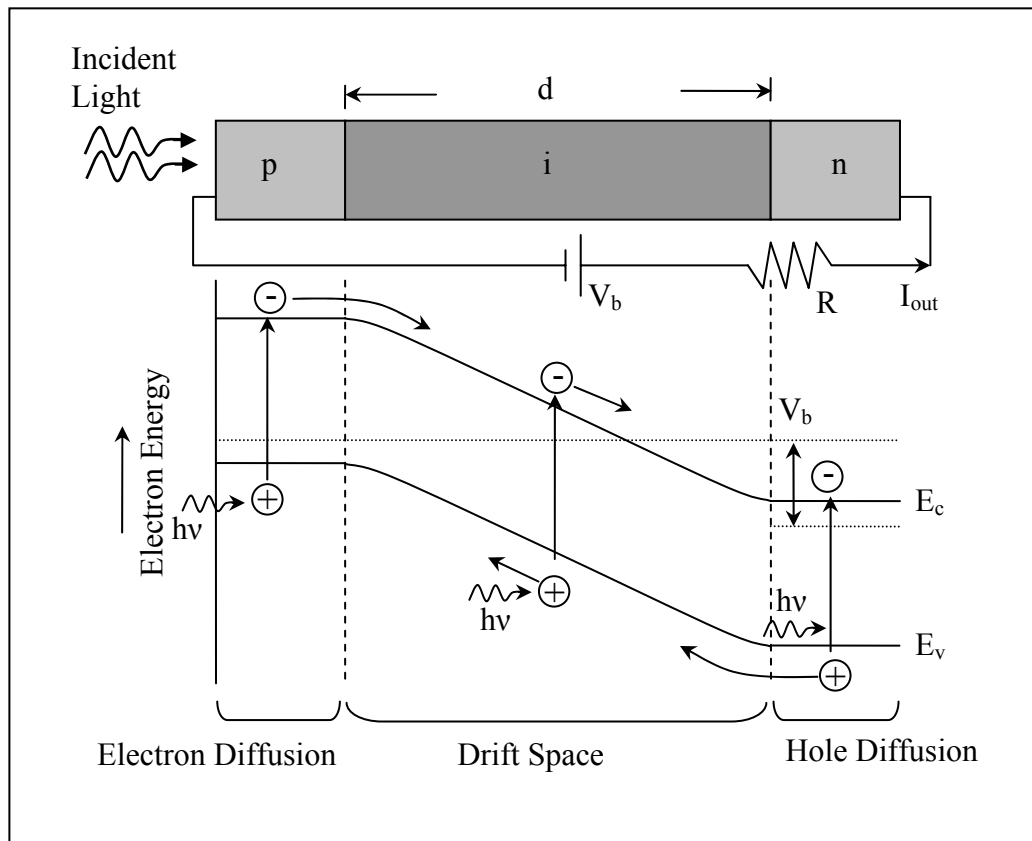 Incident
Light
d
p
i
n
V_b
R
I_out
-
-
V_b
-
Electron Energy
E_c
hν
+
hν
+
hν
E_v
+
Electron Diffusion
Drift Space
Hole Diffusion